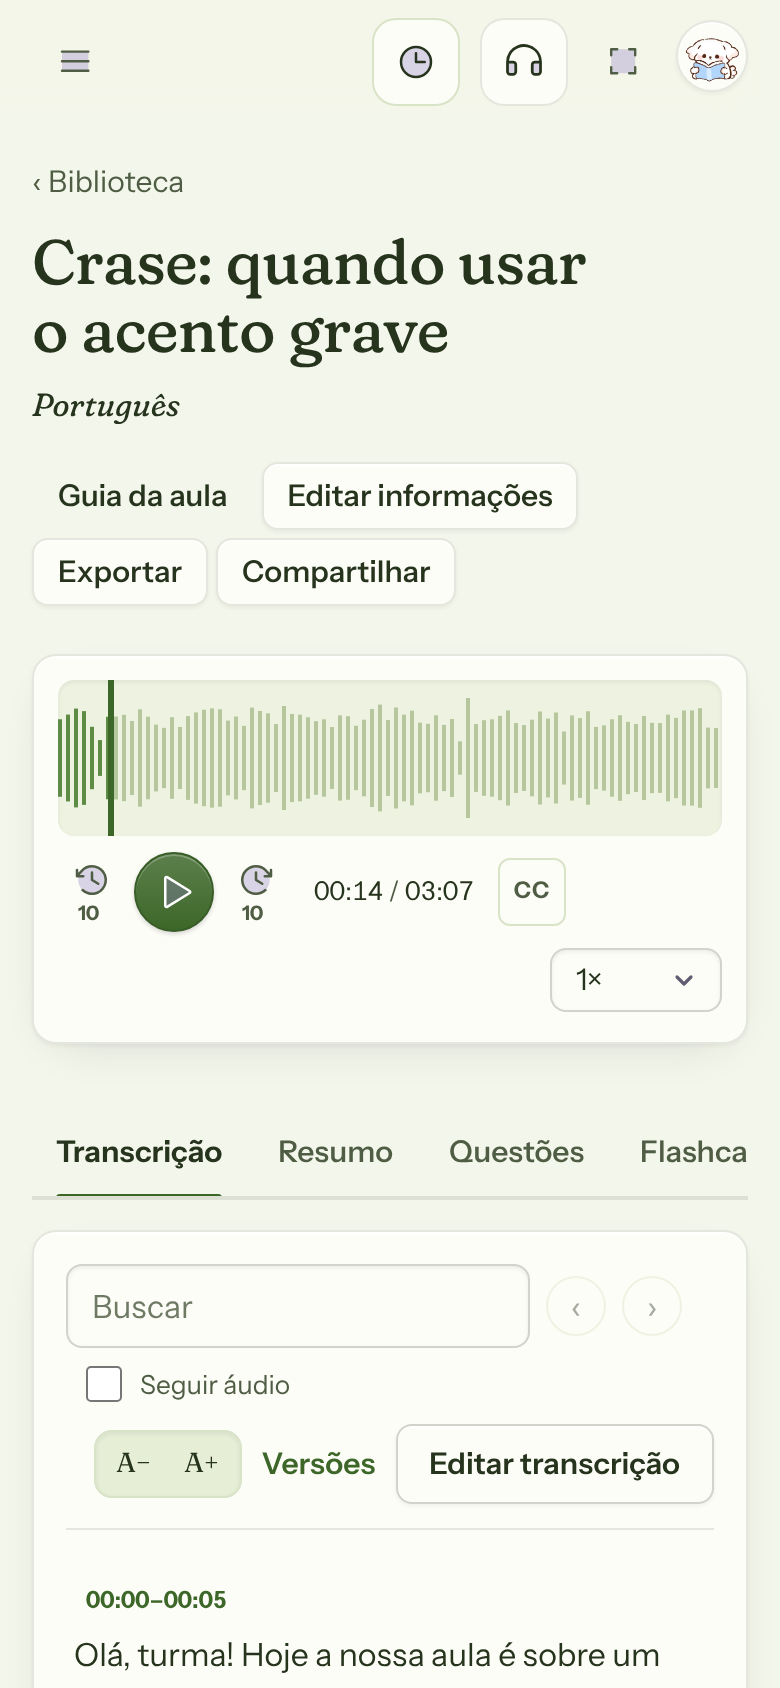 ‹ Biblioteca
Crase: quando usar
o acento grave
Português
Guia da aula
Editar informações
Exportar
Compartilhar
10
10
00:14 / 03:07
CC
1×
Transcrição
Resumo
Questões
Flashca
Buscar
‹
›
Seguir áudio
A−
A+
Versões
Editar transcrição
00:00–00:05
Olá, turma! Hoje a nossa aula é sobre um